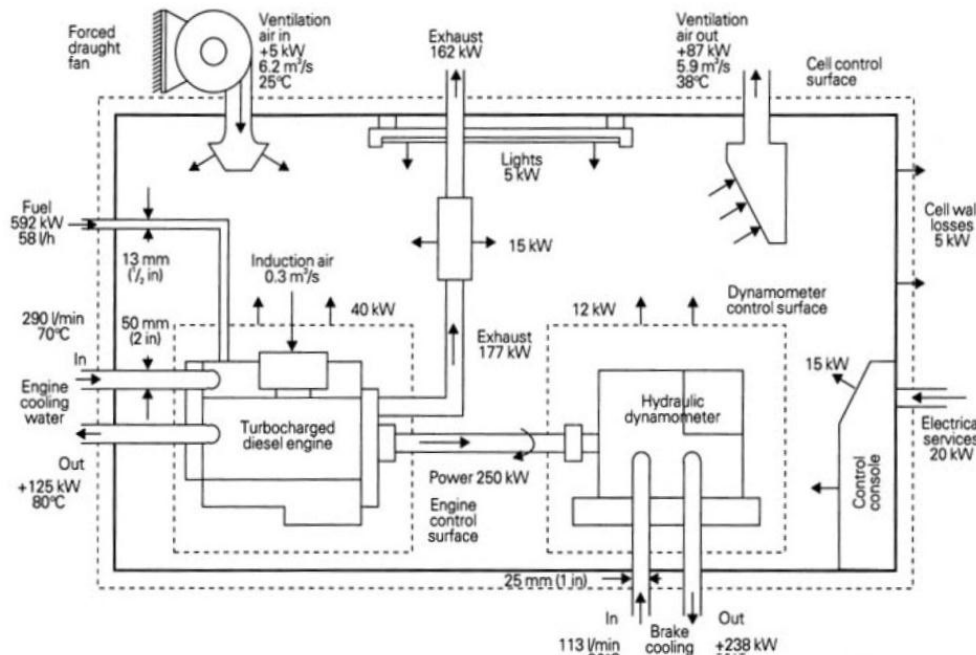 Forced
draught
fan
Ventilation
air in
+5 kW
6.2 m³/s
25°C
Exhaust
162 kW
Ventilation
air out
+87 kW
5.9 m³/s
38°C
Cell control
surface
Lights
5 kW
Fuel
592 kW
58 l/h
13 mm
(1/2 in)
Induction air
0.3 m³/s
15 kW
Cell wall
losses
5 kW
290 l/min
70°C
50 mm
(2 in)
40 kW
Exhaust
177 kW
12 kW
Dynamometer
control surface
In
Engine
cooling
water
Out
+125 kW
80°C
Turbocharged
diesel engine
Power 250 kW
Engine
control
surface
Hydraulic
dynamometer
15 kW
Control
console
Electrical
services
20 kW
25 mm (1 in)
In
113 l/min
Brake
cooling
Out
+238 kW